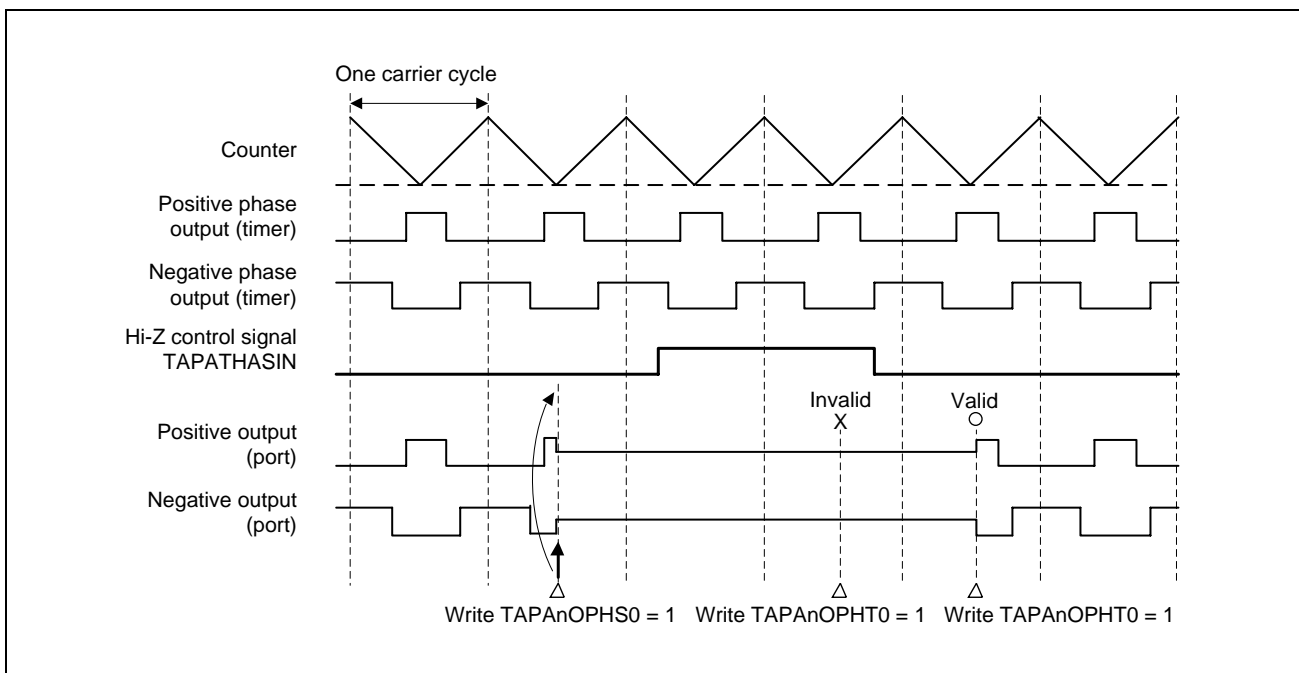 One carrier cycle
Counter
Positive phase
output (timer)
Negative phase
output (timer)
Hi-Z control signal
TAPATHASIN
Invalid
X
Valid
Positive output
(port)
Negative output
(port)
Write TAPAnOPHS0 = 1
Write TAPAnOPHT0 = 1
Write TAPAnOPHT0 = 1